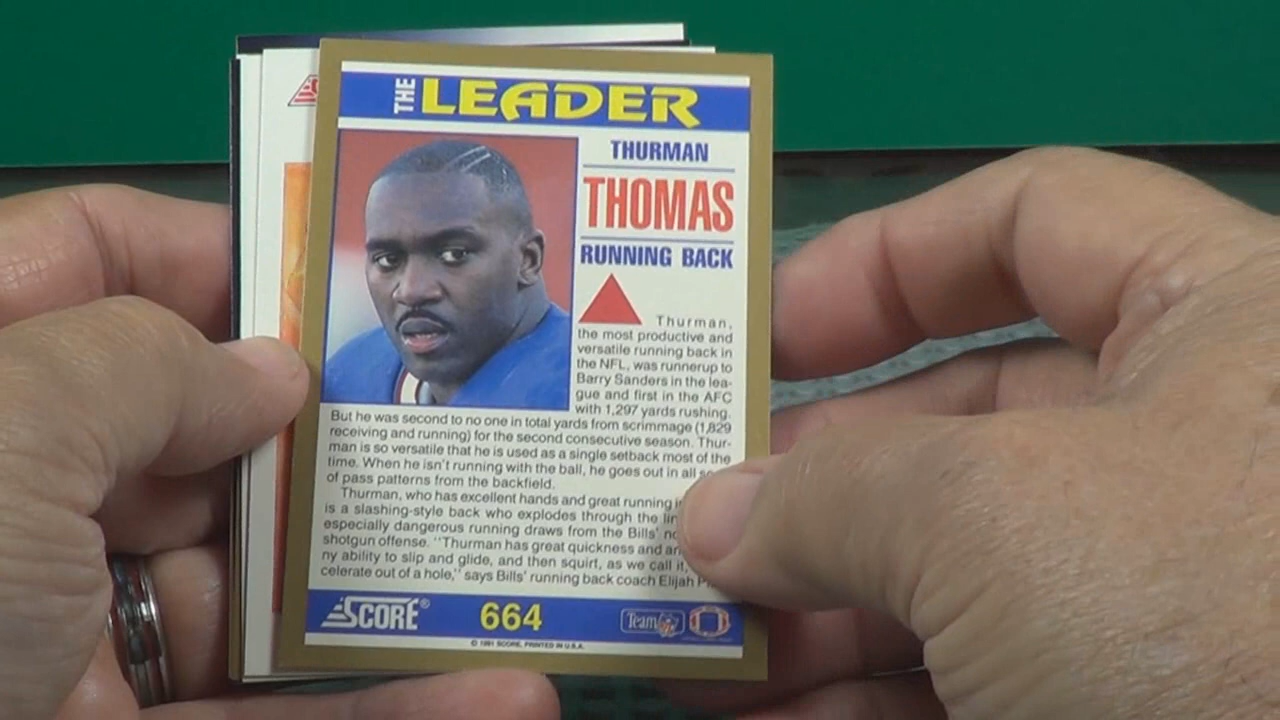 THE LEADER
THURMAN
THOMAS
RUNNING BACK
Thurman,
the most productive and
versatile running back in
the NFL, was runnerup to
Barry Sanders in the lea-
gue and first in the AFC
with 1,297 yards rushing.
But he was second to no one in total yards from scrimmage (1,829
receiving and running) for the second consecutive season. Thur-
man is so versatile that he is used as a single setback most of the
time. When he isn't running with the ball, he goes out in all
of pass patterns from the backfield.
Thurman, who has excellent hands and great running
is a slashing-style back who explodes through the
especially dangerous running draws from the Bills'
shotgun offense. "Thurman has great quickness and
ny ability to slip and glide, and then squirt, as we call it,
celerate out of a hole," says Bills' running back coach Elijah
SCORE® 664 Team NFL
© 1991 SCORE, PRINTED IN U.S.A.